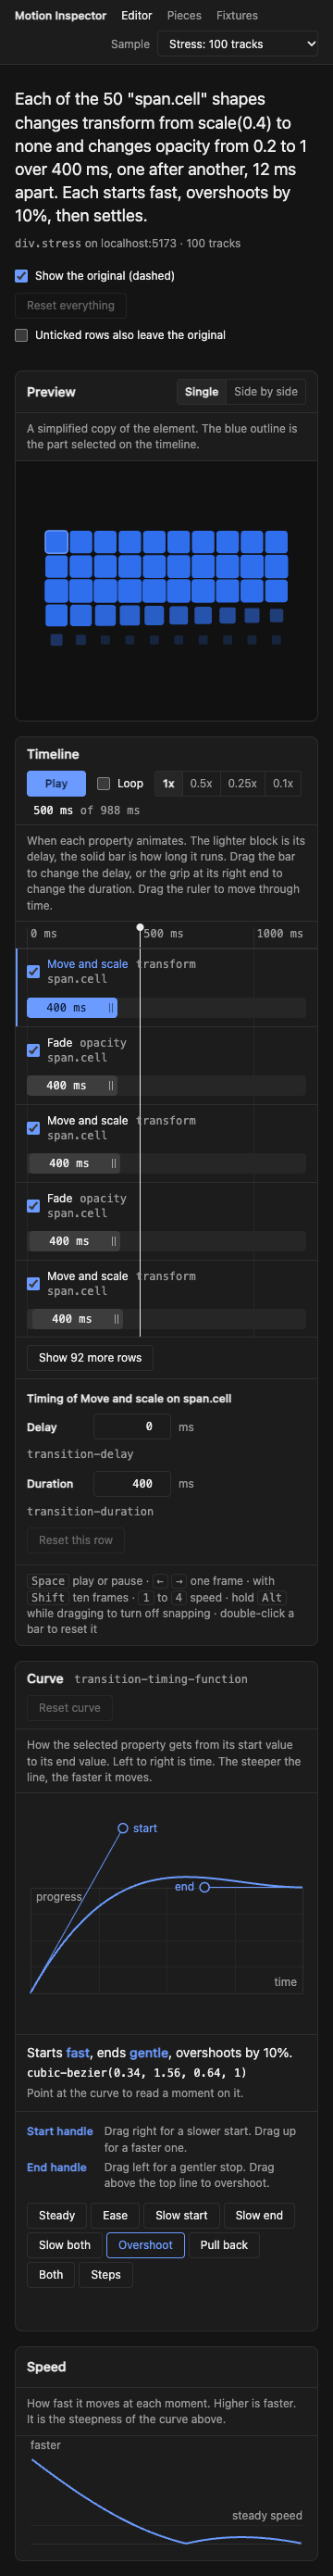 Motion Inspector Editor Pieces Fixtures
Sample Stress: 100 tracks
Each of the 50 "span.cell" shapes
changes transform from scale(0.4) to
none and changes opacity from 0.2 to 1
over 400 ms, one after another, 12 ms
apart. Each starts fast, overshoots by
10%, then settles.
div.stress on localhost:5173 · 100 tracks
Show the original (dashed)
Reset everything
Unticked rows also leave the original
Preview Single Side by side
A simplified copy of the element. The blue outline is
the part selected on the timeline.
Timeline
Play Loop 1x 0.5x 0.25x 0.1x
500 ms of 988 ms
When each property animates. The lighter block is its
delay, the solid bar is how long it runs. Drag the bar
to change the delay, or the grip at its right end to
change the duration. Drag the ruler to move through
time.
0 ms 500 ms 1000 ms
Move and scale transform
span.cell
400 ms
Fade opacity
span.cell
400 ms
Move and scale transform
span.cell
400 ms
Fade opacity
span.cell
400 ms
Move and scale transform
span.cell
400 ms
Show 92 more rows
Timing of Move and scale on span.cell
Delay 0 ms
transition-delay
Duration 400 ms
transition-duration
Reset this row
Space play or pause · ← → one frame · with
Shift ten frames · 1 to 4 speed · hold Alt
while dragging to turn off snapping · double-click a
bar to reset it
Curve transition-timing-function
Reset curve
How the selected property gets from its start value
to its end value. Left to right is time. The steeper the
line, the faster it moves.
start
end
progress
time
Starts fast, ends gentle, overshoots by 10%.
cubic-bezier(0.34, 1.56, 0.64, 1)
Point at the curve to read a moment on it.
Start handle Drag right for a slower start. Drag up
for a faster one.
End handle Drag left for a gentler stop. Drag
above the top line to overshoot.
Steady Ease Slow start Slow end
Slow both Overshoot Pull back
Both Steps
Speed
How fast it moves at each moment. Higher is faster.
It is the steepness of the curve above.
faster
steady speed